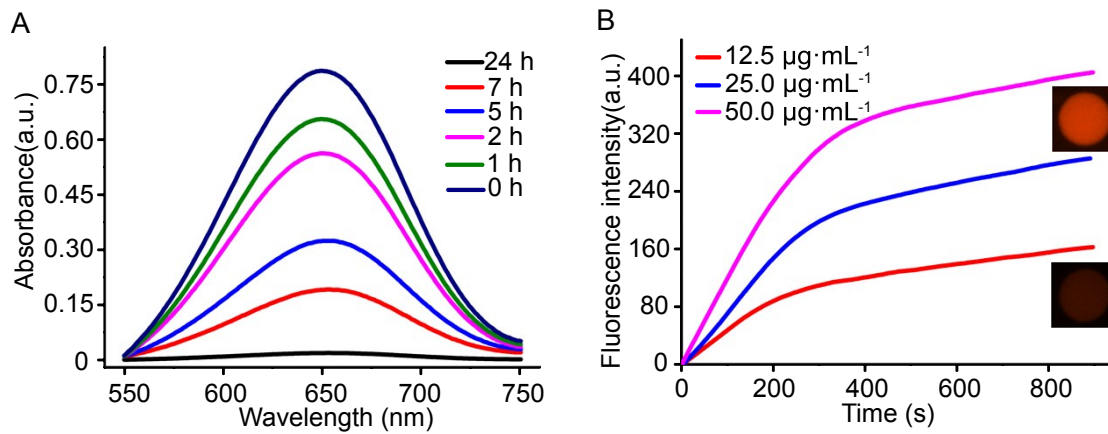 A
Absorbance(a.u.)
0.75
0.60
0.45
0.30
0.15
0
24 h
7 h
5 h
2 h
1 h
0 h
550 600 650 700 750
Wavelength (nm)
B
Fluorescence intensity(a.u.)
400
320
240
160
80
0
12.5 μg·mL⁻¹
25.0 μg·mL⁻¹
50.0 μg·mL⁻¹
0 200 400 600 800
Time (s)